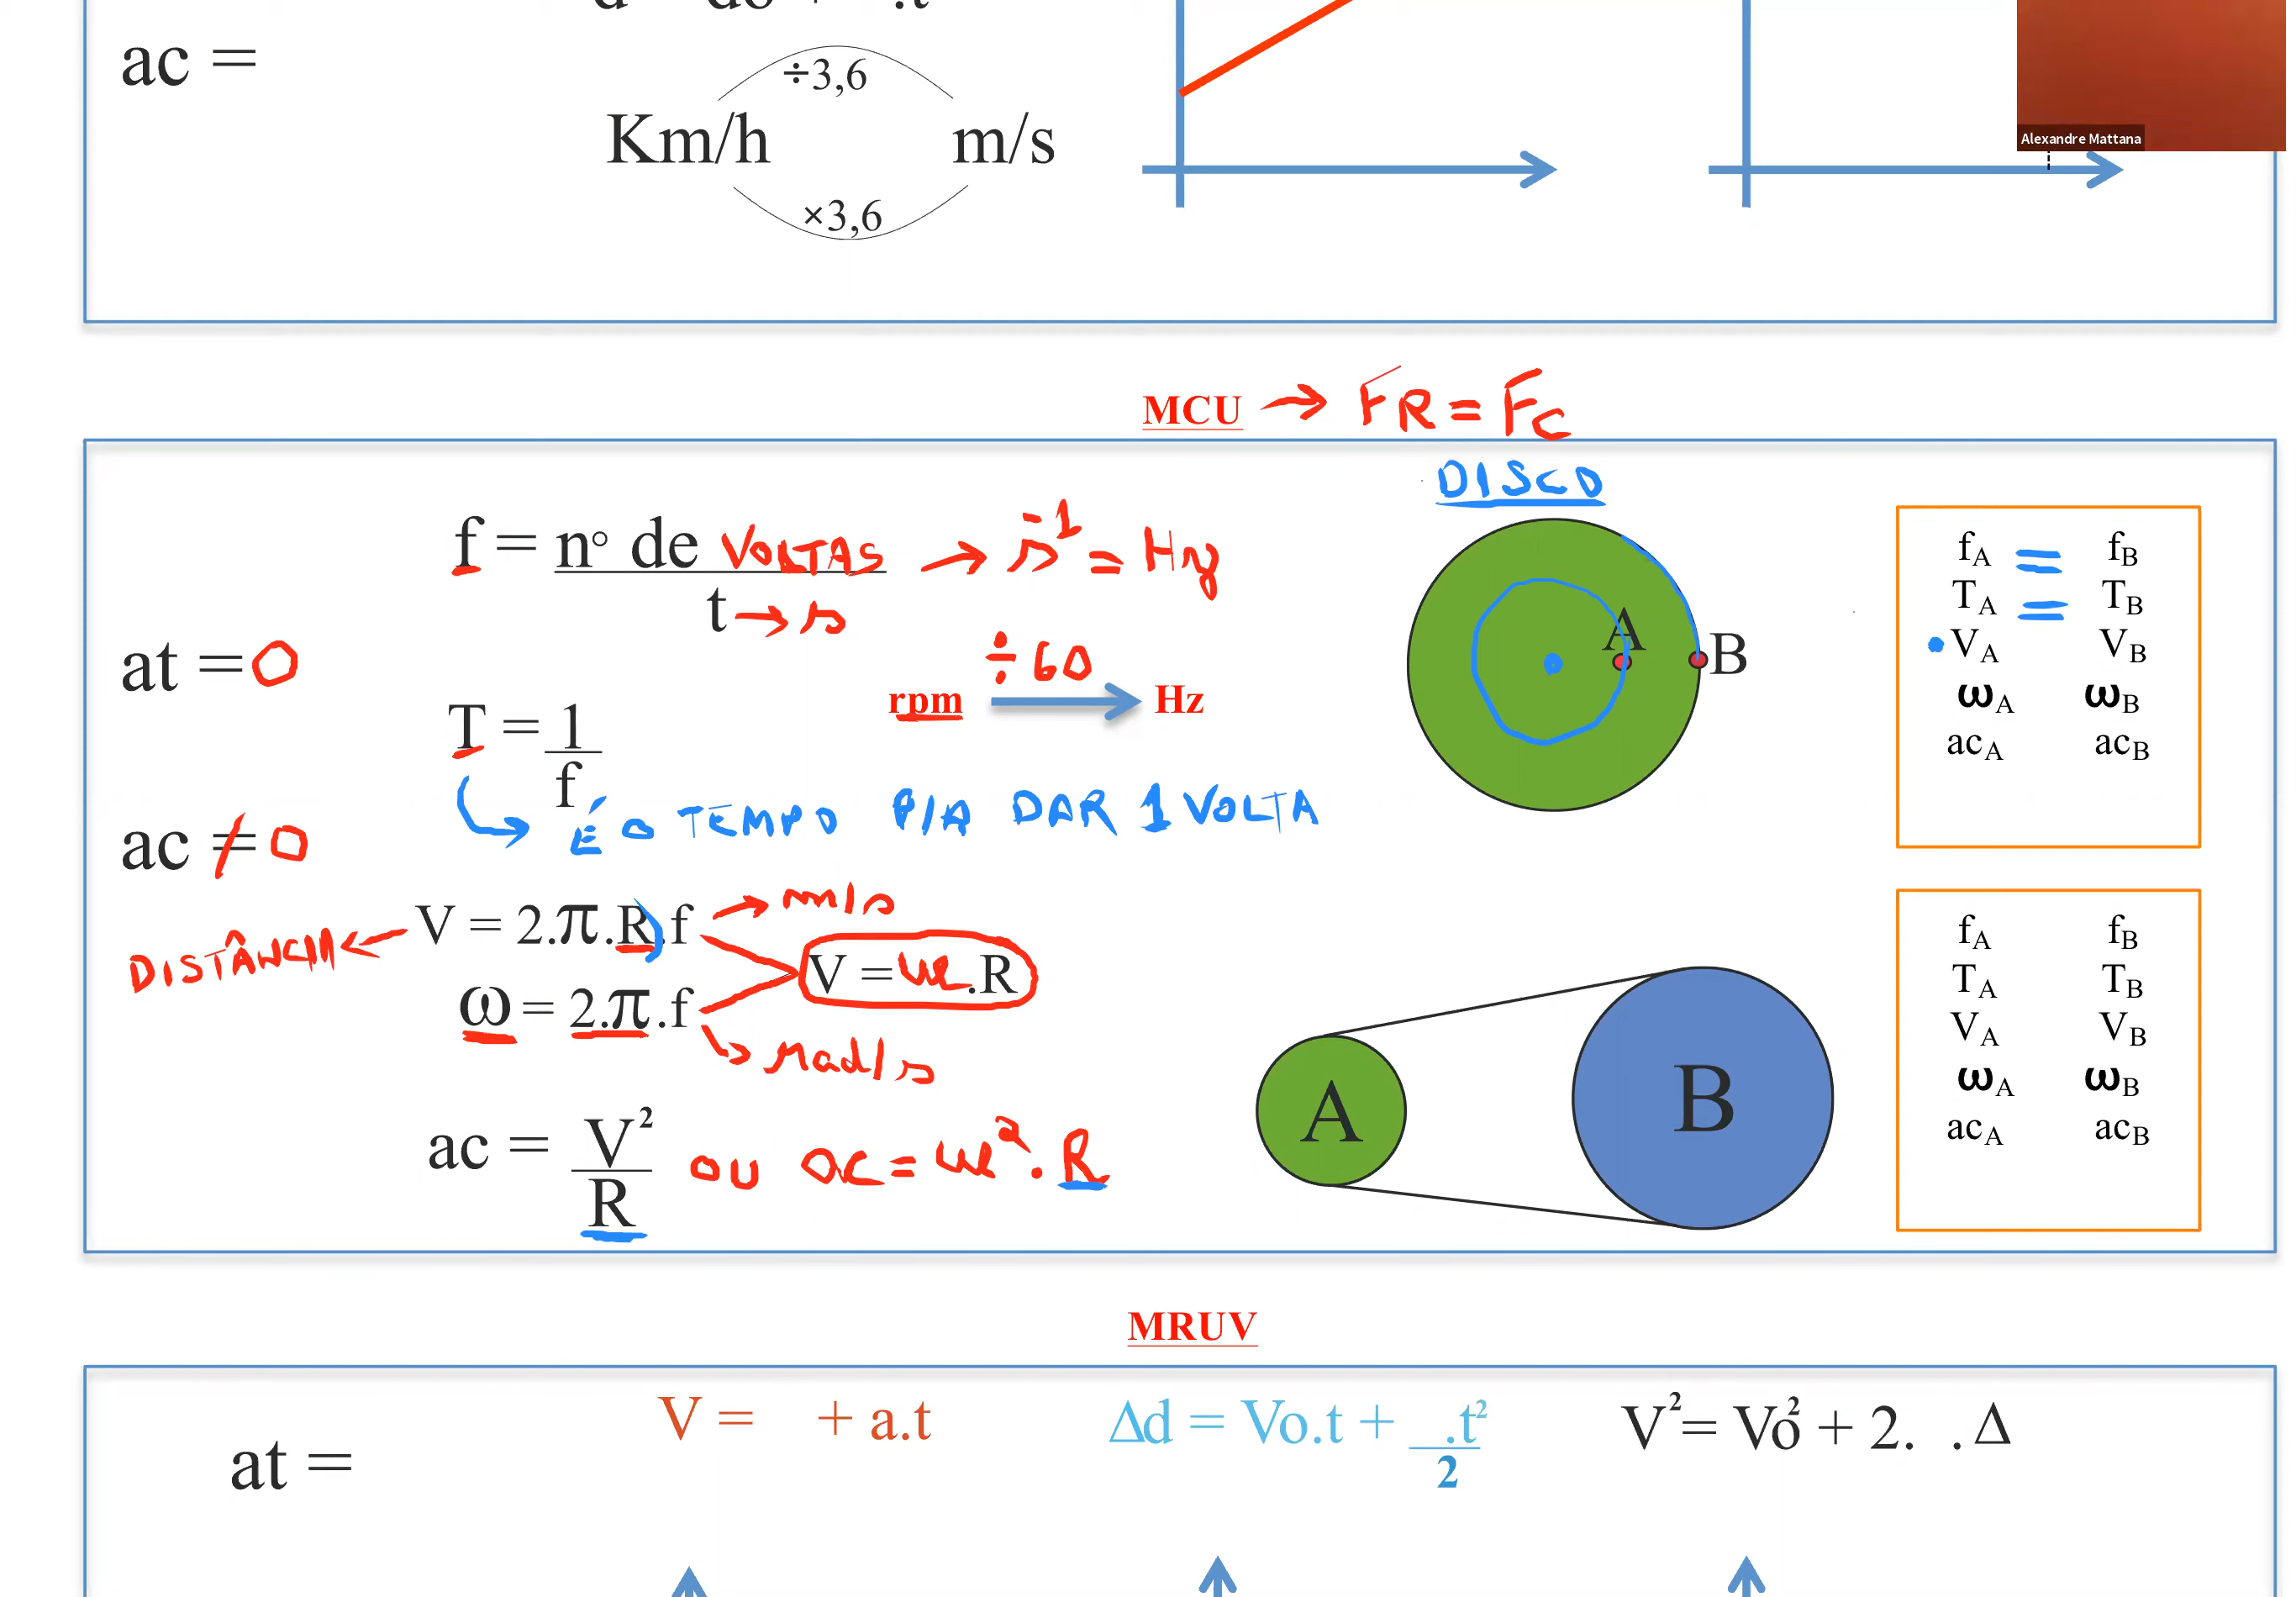 ac =
÷3,6
Km/h m/s
×3,6
Alexandre Mattana
MCU → FR = FC
DISCO
f = n° de VOLTAS → s⁻¹ = Hz
t → s
at = 0
÷ 60
rpm → Hz
T = 1
f
É O TEMPO P/A DAR 1 VOLTA
ac ≠ 0
V = 2.π.R.f → m/s
DISTÂNCIA ←
V = ω.R
ω = 2.π.f
rad/s
ac = V²
R
ou ac = ω² . R
A
B
fA = fB
TA = TB
• VA VB
ωA ωB
acA acB
A
B
fA fB
TA TB
VA VB
ωA ωB
acA acB
MRUV
at =
V = + a.t
Δd = Vo.t + .t²
2
V² = Vo² + 2. . Δ